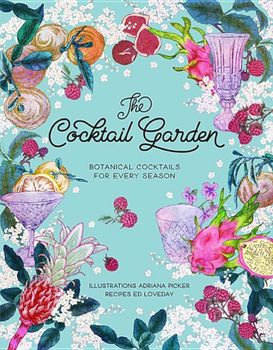 The
Cocktail Garden
BOTANICAL COCKTAILS
FOR EVERY SEASON
ILLUSTRATIONS ADRIANA PICKER
RECIPES ED LOVEDAY